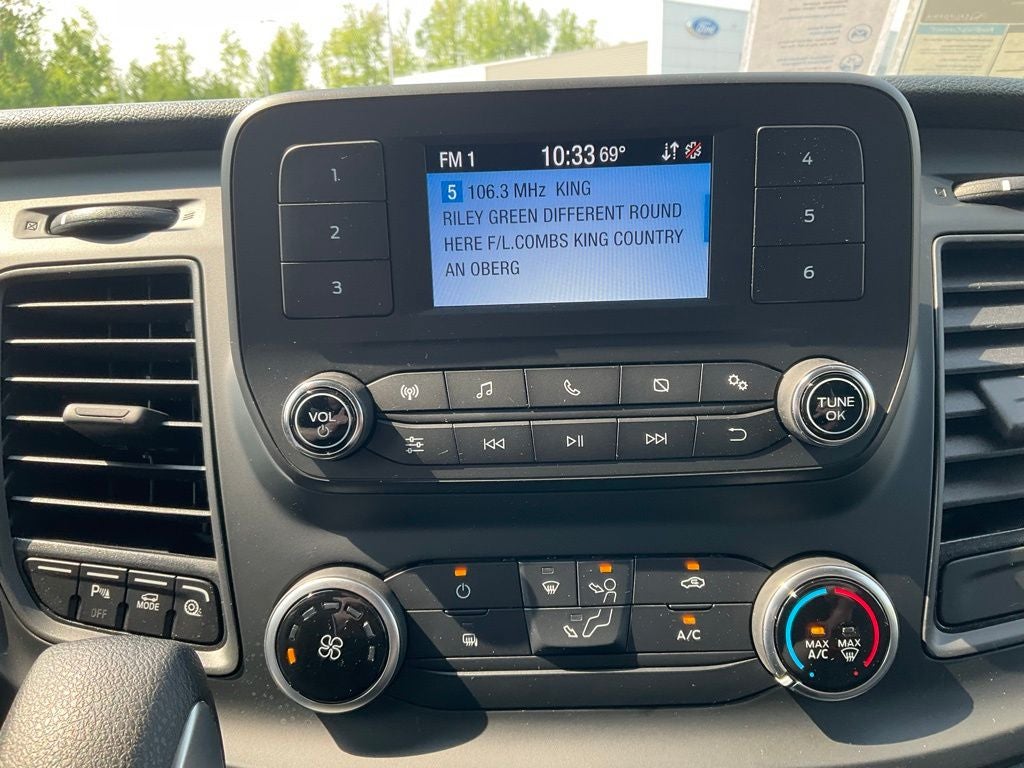 Ford
FM 1 10:33 69°
5 106.3 MHz KING
RILEY GREEN DIFFERENT ROUND
HERE F/L.COMBS KING COUNTRY
AN OBERG
1
2
3
4
5
6
VOL
TUNE
OK
P
OFF
MODE
A/C
MAX
A/C
MAX